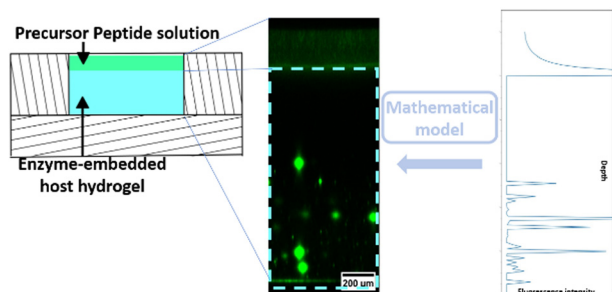 Precursor Peptide solution
Enzyme-embedded
host hydrogel
200 um
Mathematical
model
Depth
Fluorescence intensity